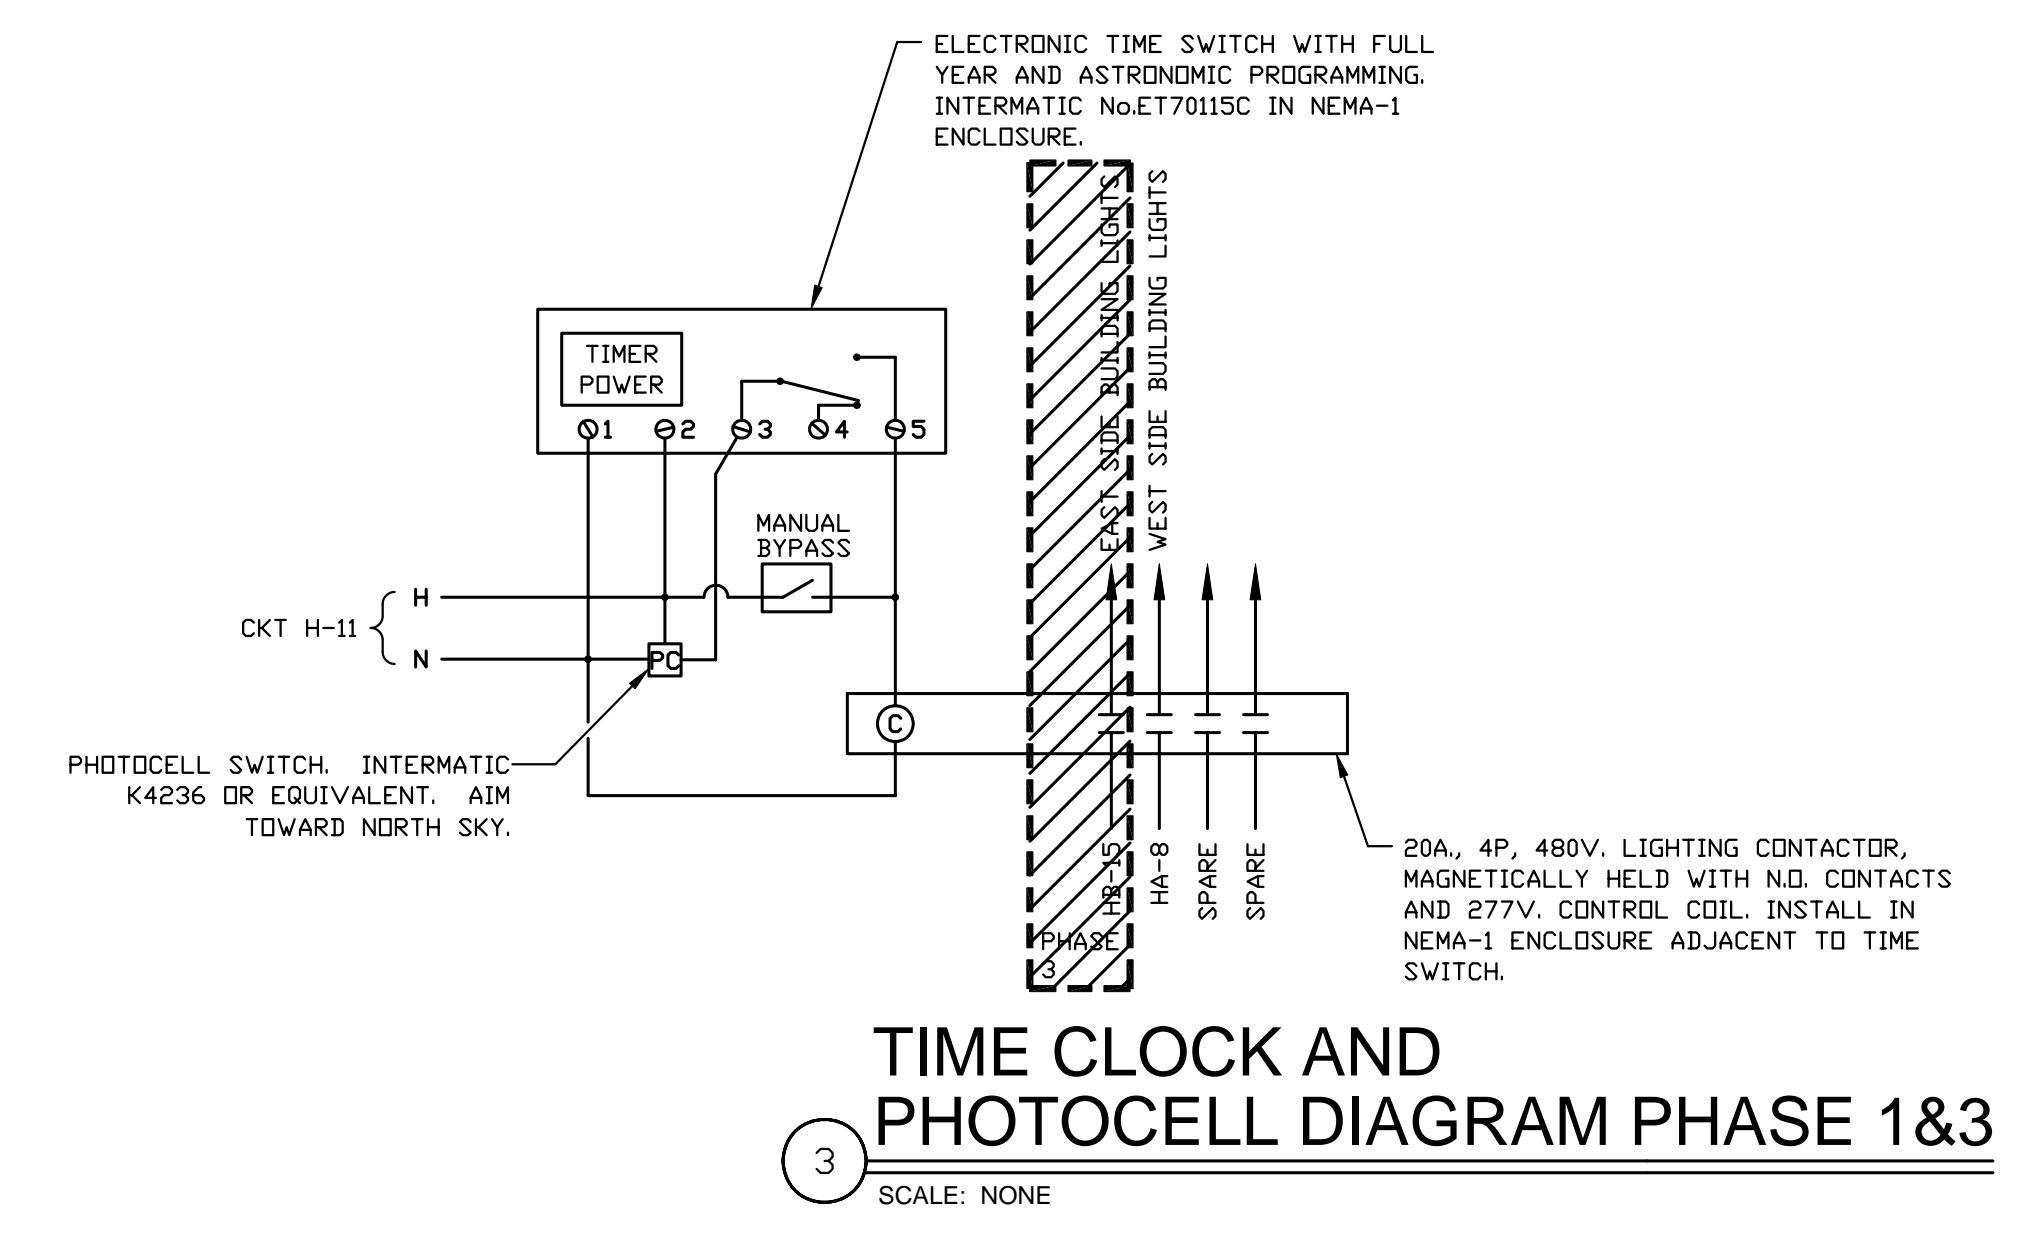 ELECTRONIC TIME SWITCH WITH FULL
YEAR AND ASTRONOMIC PROGRAMMING.
INTERMATIC No.ET70115C IN NEMA-1
ENCLOSURE.
EAST SIDE BUILDING LIGHTS
WEST SIDE BUILDING LIGHTS
TIMER
POWER
1 2 3 4 5
MANUAL
BYPASS
CKT H-11
H
N
PC
C
PHOTOCELL SWITCH. INTERMATIC
K4236 OR EQUIVALENT. AIM
TOWARD NORTH SKY.
HB-15
HA-8
SPARE
SPARE
PHASE
3
20A., 4P, 480V. LIGHTING CONTACTOR,
MAGNETICALLY HELD WITH N.O. CONTACTS
AND 277V. CONTROL COIL. INSTALL IN
NEMA-1 ENCLOSURE ADJACENT TO TIME
SWITCH.
TIME CLOCK AND
PHOTOCELL DIAGRAM PHASE 1&3
3
SCALE: NONE